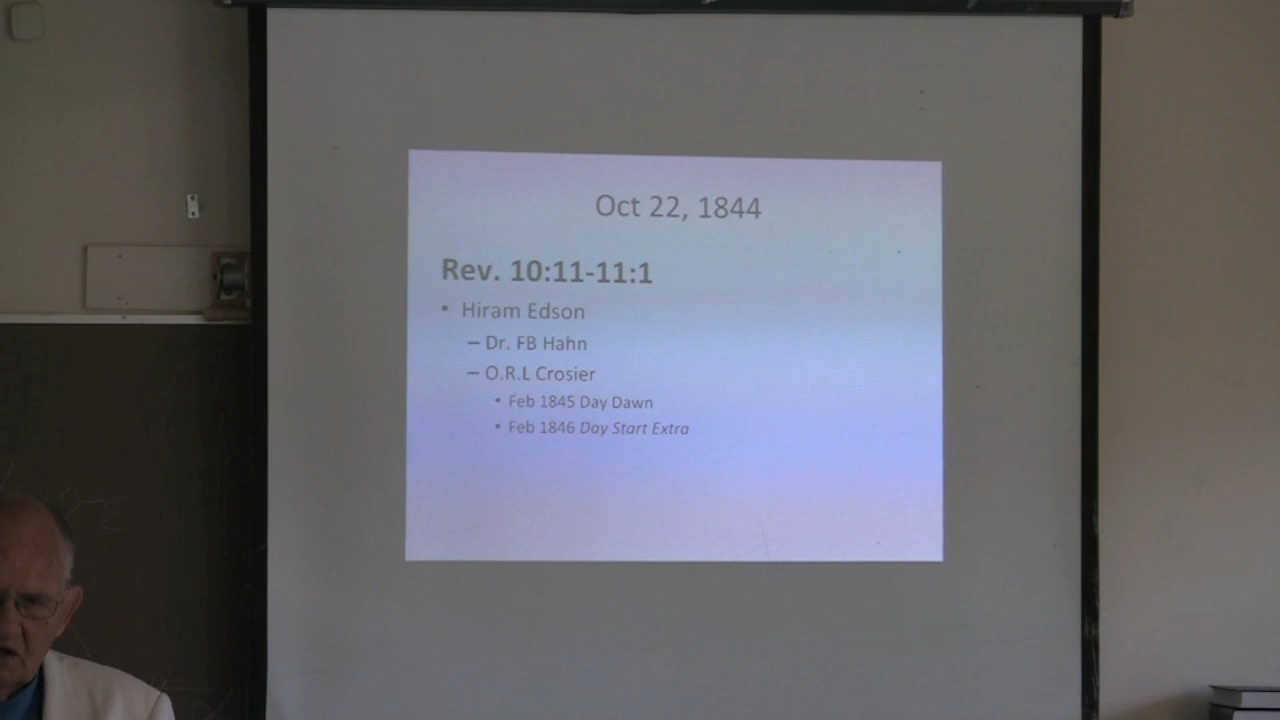 Oct 22, 1844
Rev. 10:11-11:1
• Hiram Edson
– Dr. FB Hahn
– O.R.L Crosier
• Feb 1845 Day Dawn
• Feb 1846 Day Start Extra